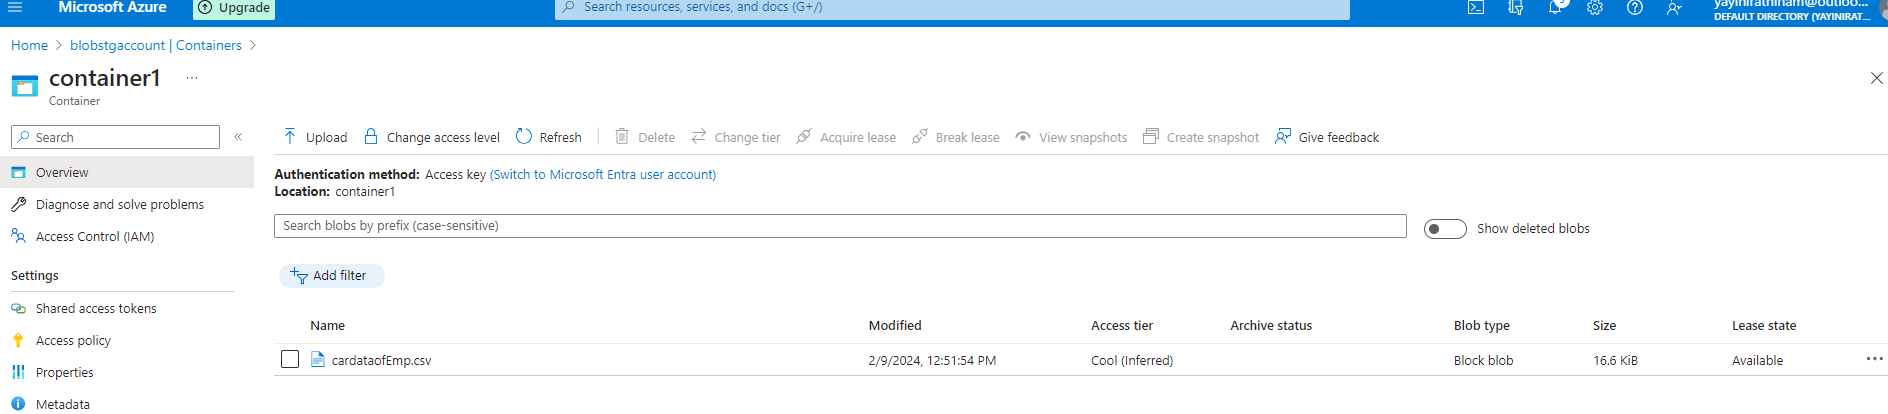 Microsoft Azure
Upgrade
Search resources, services, and docs (G+/)
yayinirathinam@outloo...
DEFAULT DIRECTORY (YAYINIRAT...
Home > blobstgaccount | Containers >
container1 ...
Container
Search «
Upload Change access level Refresh Delete Change tier Acquire lease Break lease View snapshots Create snapshot Give feedback
Overview
Diagnose and solve problems
Access Control (IAM)
Settings
Shared access tokens
Access policy
Properties
Metadata
Authentication method: Access key (Switch to Microsoft Entra user account)
Location: container1
Search blobs by prefix (case-sensitive)
Show deleted blobs
Add filter
Name Modified Access tier Archive status Blob type Size Lease state
cardataofEmp.csv 2/9/2024, 12:51:54 PM Cool (Inferred) Block blob 16.6 KiB Available ...